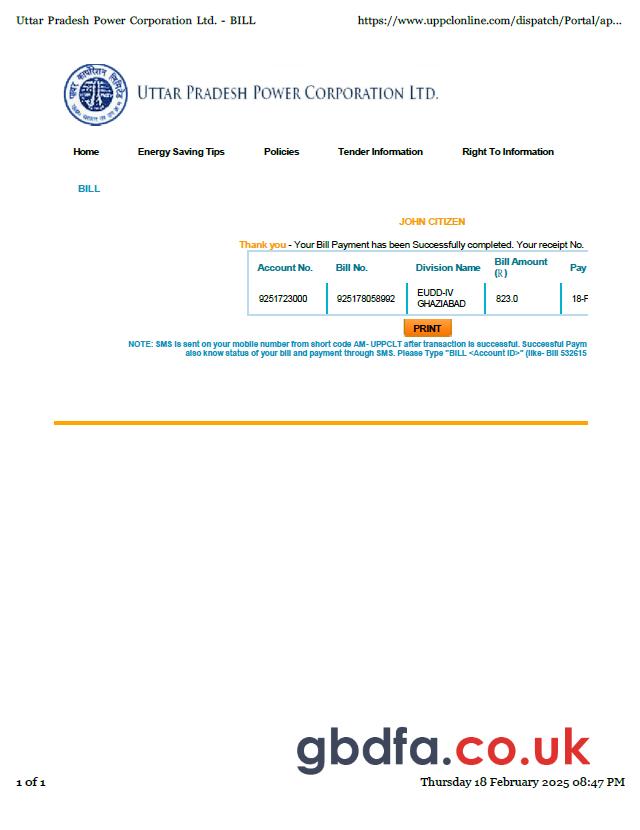 Uttar Pradesh Power Corporation Ltd. - BILL
https://www.uppclonline.com/dispatch/Portal/ap...
UTTAR PRADESH POWER CORPORATION LTD.
Home Energy Saving Tips Policies Tender Information Right To Information
BILL
JOHN CITIZEN
Thank you - Your Bill Payment has been Successfully completed. Your receipt No.
Account No. Bill No. Division Name Bill Amount (R) Pay
9251723000 925178058992 EUDD-IV GHAZIABAD 823.0 18-F
PRINT
NOTE: SMS is sent on your mobile number from short code AM- UPPCLT after transaction is successful. Successful Paym
also know status of your bill and payment through SMS. Please Type "BILL <Account ID>" (like- Bill 532615
gbdfa.co.uk
1 of 1
Thursday 18 February 2025 08:47 PM